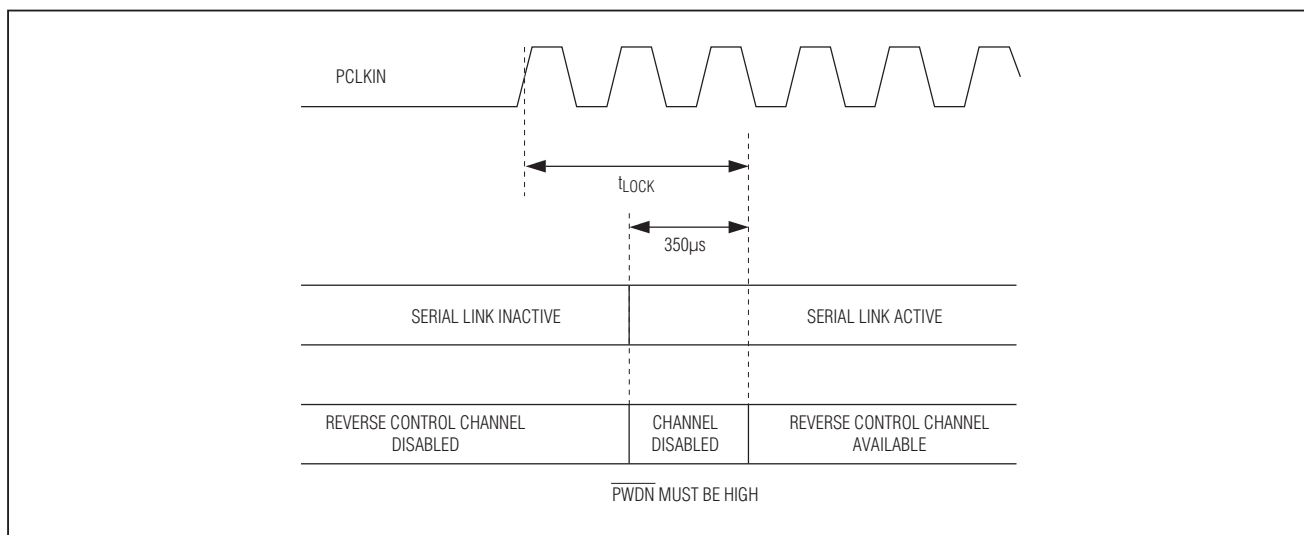 PCLKIN
tLOCK
350µs
SERIAL LINK INACTIVE
SERIAL LINK ACTIVE
REVERSE CONTROL CHANNEL
DISABLED
CHANNEL
DISABLED
REVERSE CONTROL CHANNEL
AVAILABLE
PWDN MUST BE HIGH